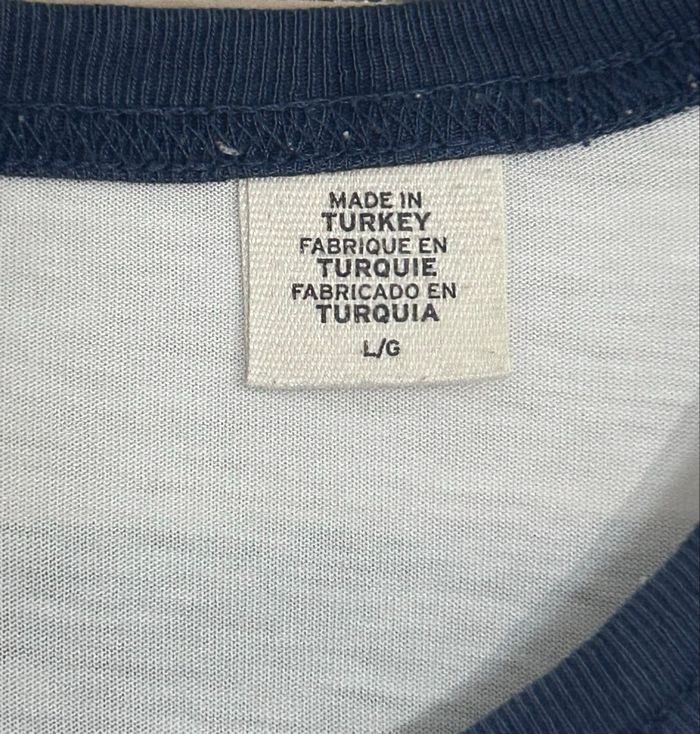 MADE IN
TURKEY
FABRIQUE EN
TURQUIE
FABRICADO EN
TURQUIA
L/G